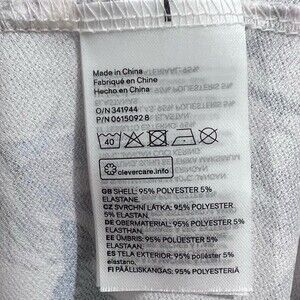 Made in China
Fabriqué en Chine
Hecho en China
O/N 341944
P/N 0615092.8
40
clevercare.info
GB SHELL: 95% POLYESTER 5%
ELASTANE.
CZ SVRCHNÍ LÁTKA: 95% POLYESTER
5% ELASTAN.
DE OBERMATERIAL: 95% POLYESTER 5%
ELASTHAN.
EE ÜMBRIS: 95% POLÜESTER 5%
ELASTAAN.
ES TELA EXTERIOR: 95% POLIÉSTER 5%
ELASTANO.
FI PÄÄLLISKANGAS: 95% POLYESTERIÄ